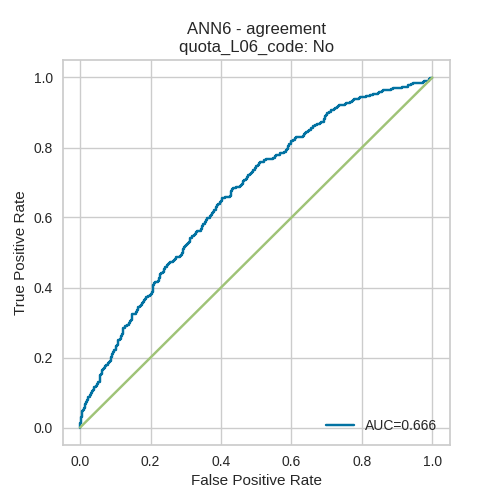 ANN6 - agreement
quota_L06_code: No
True Positive Rate
1.0
0.8
0.6
0.4
0.2
0.0
AUC=0.666
0.0 0.2 0.4 0.6 0.8 1.0
False Positive Rate